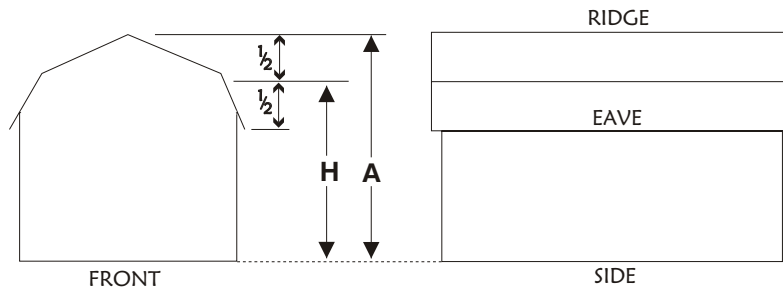 RIDGE
½
½
EAVE
H A
FRONT
SIDE